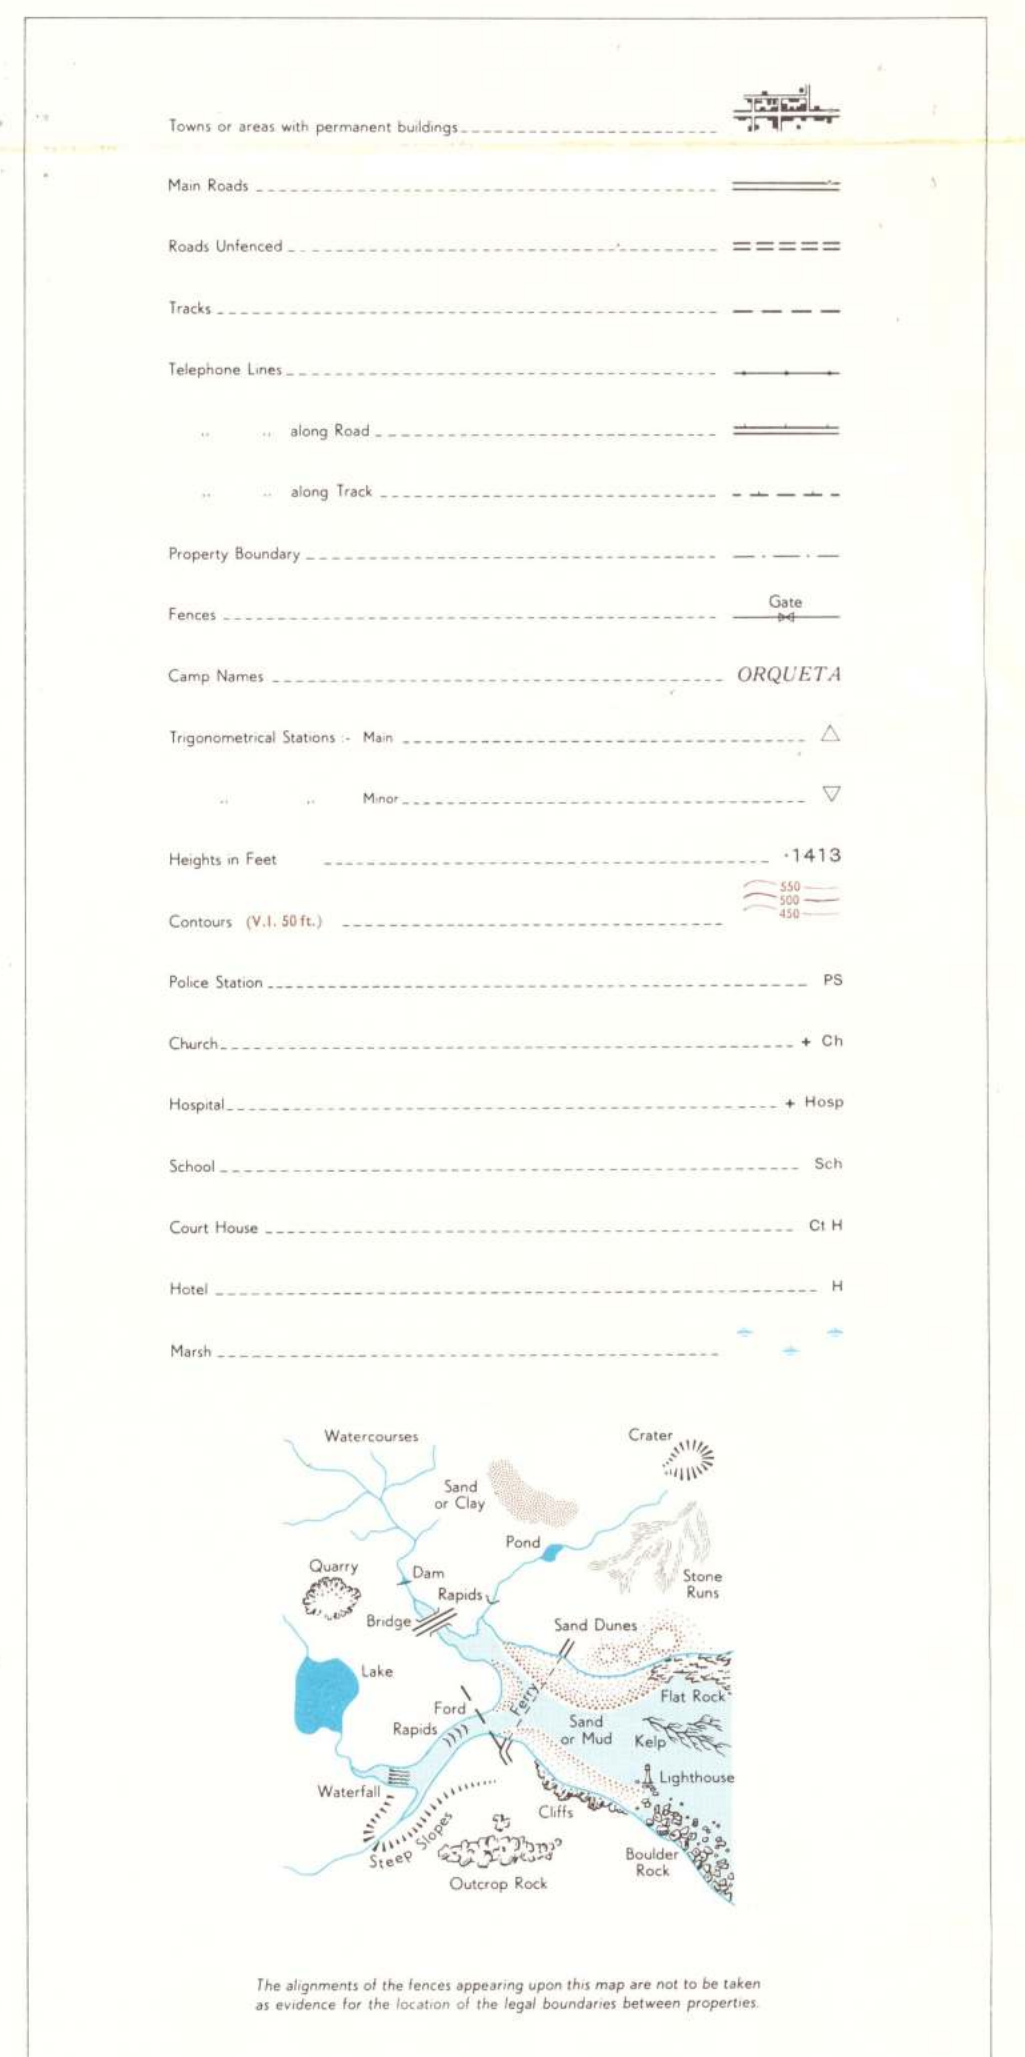 Towns or areas with permanent buildings
Main Roads
Roads Unfenced
Tracks
Telephone Lines
" " along Road
" " along Track
Property Boundary
Gate
Fences
Camp Names ORQUETA
Trigonometrical Stations :- Main
" " Minor
Heights in Feet ·1413
550
500
450
Contours (V.I. 50 ft.)
Police Station PS
Church + Ch
Hospital + Hosp
School Sch
Court House Ct H
Hotel H
Marsh
Watercourses
Crater
Sand
or Clay
Pond
Quarry
Dam
Stone
Runs
Rapids
Bridge
Sand Dunes
Lake
Flat Rock
Ford
Ferry
Rapids
Sand
or Mud
Kelp
Lighthouse
Waterfall
Cliffs
Steep Slopes
Boulder
Rock
Outcrop Rock
The alignments of the fences appearing upon this map are not to be taken
as evidence for the location of the legal boundaries between properties.